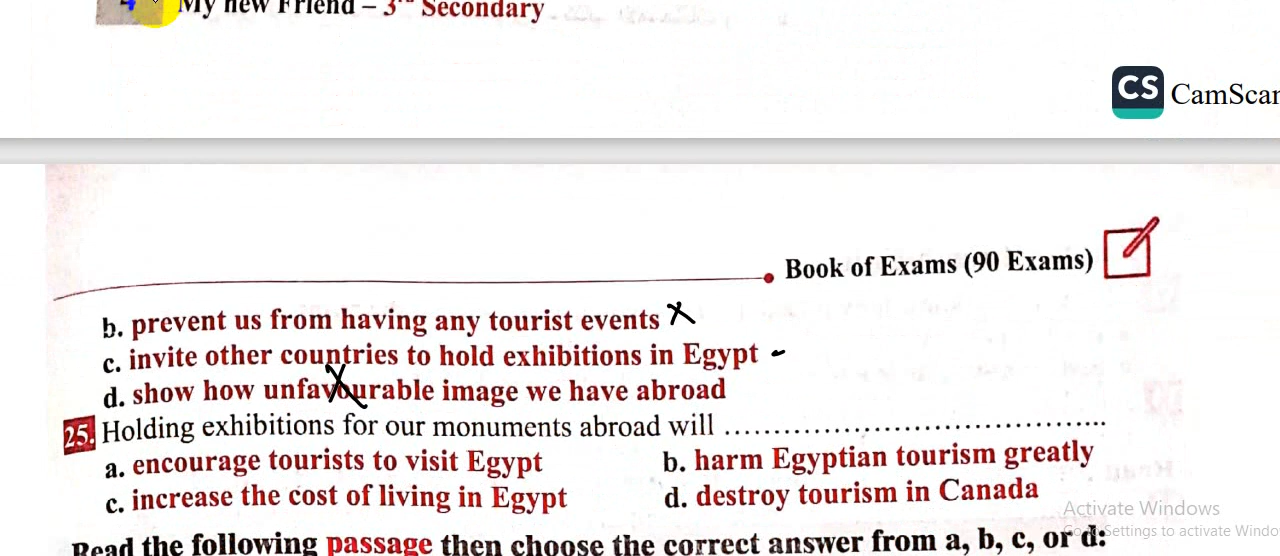 My new Friend – 3rd Secondary
CS CamScan
Book of Exams (90 Exams)
b. prevent us from having any tourist events X
c. invite other countries to hold exhibitions in Egypt -
d. show how unfavourable image we have abroad
25. Holding exhibitions for our monuments abroad will ....................................
a. encourage tourists to visit Egypt b. harm Egyptian tourism greatly
c. increase the cost of living in Egypt d. destroy tourism in Canada
Activate Windows
Settings to activate Windo
Read the following passage then choose the correct answer from a, b, c, or d: